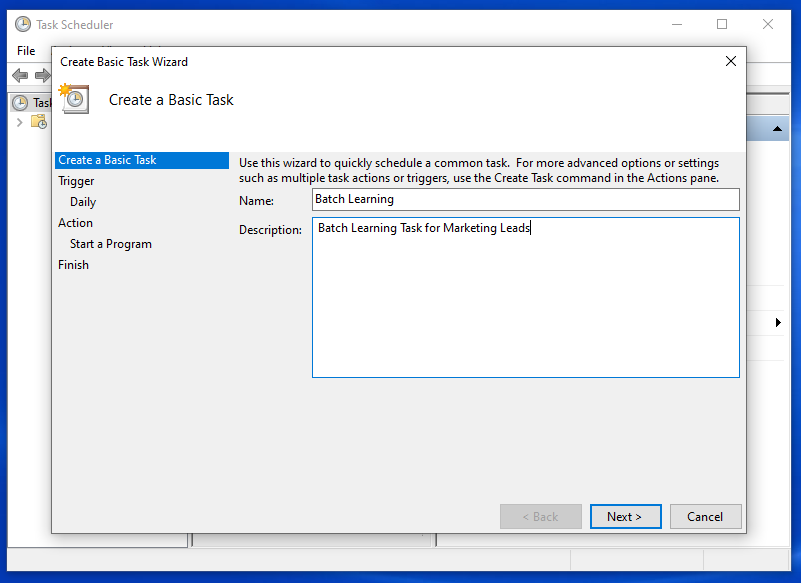 Task Scheduler
File
Create Basic Task Wizard
Create a Basic Task
Create a Basic Task
Trigger
Daily
Action
Start a Program
Finish
Use this wizard to quickly schedule a common task.  For more advanced options or settings
such as multiple task actions or triggers, use the Create Task command in the Actions pane.
Name:
Batch Learning
Description:
Batch Learning Task for Marketing Leads
< Back
Next >
Cancel